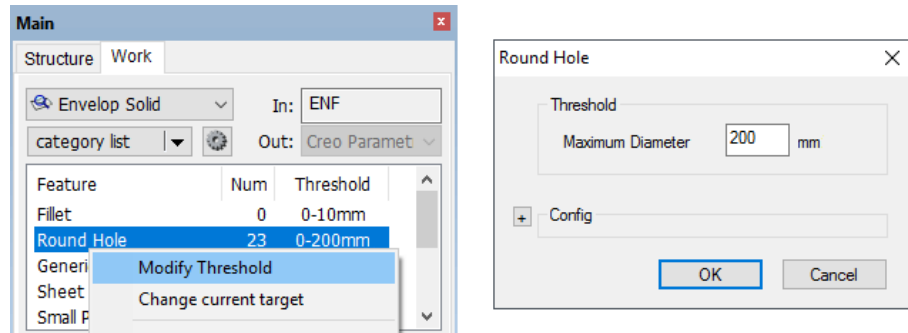 Main
Structure Work
Envelop Solid In: ENF
category list Out: Creo Paramet
Feature Num Threshold
Fillet 0 0-10mm
Round Hole 23 0-200mm
Generi
Modify Threshold
Sheet
Change current target
Small
Round Hole
Threshold
Maximum Diameter 200 mm
+ Config
OK Cancel